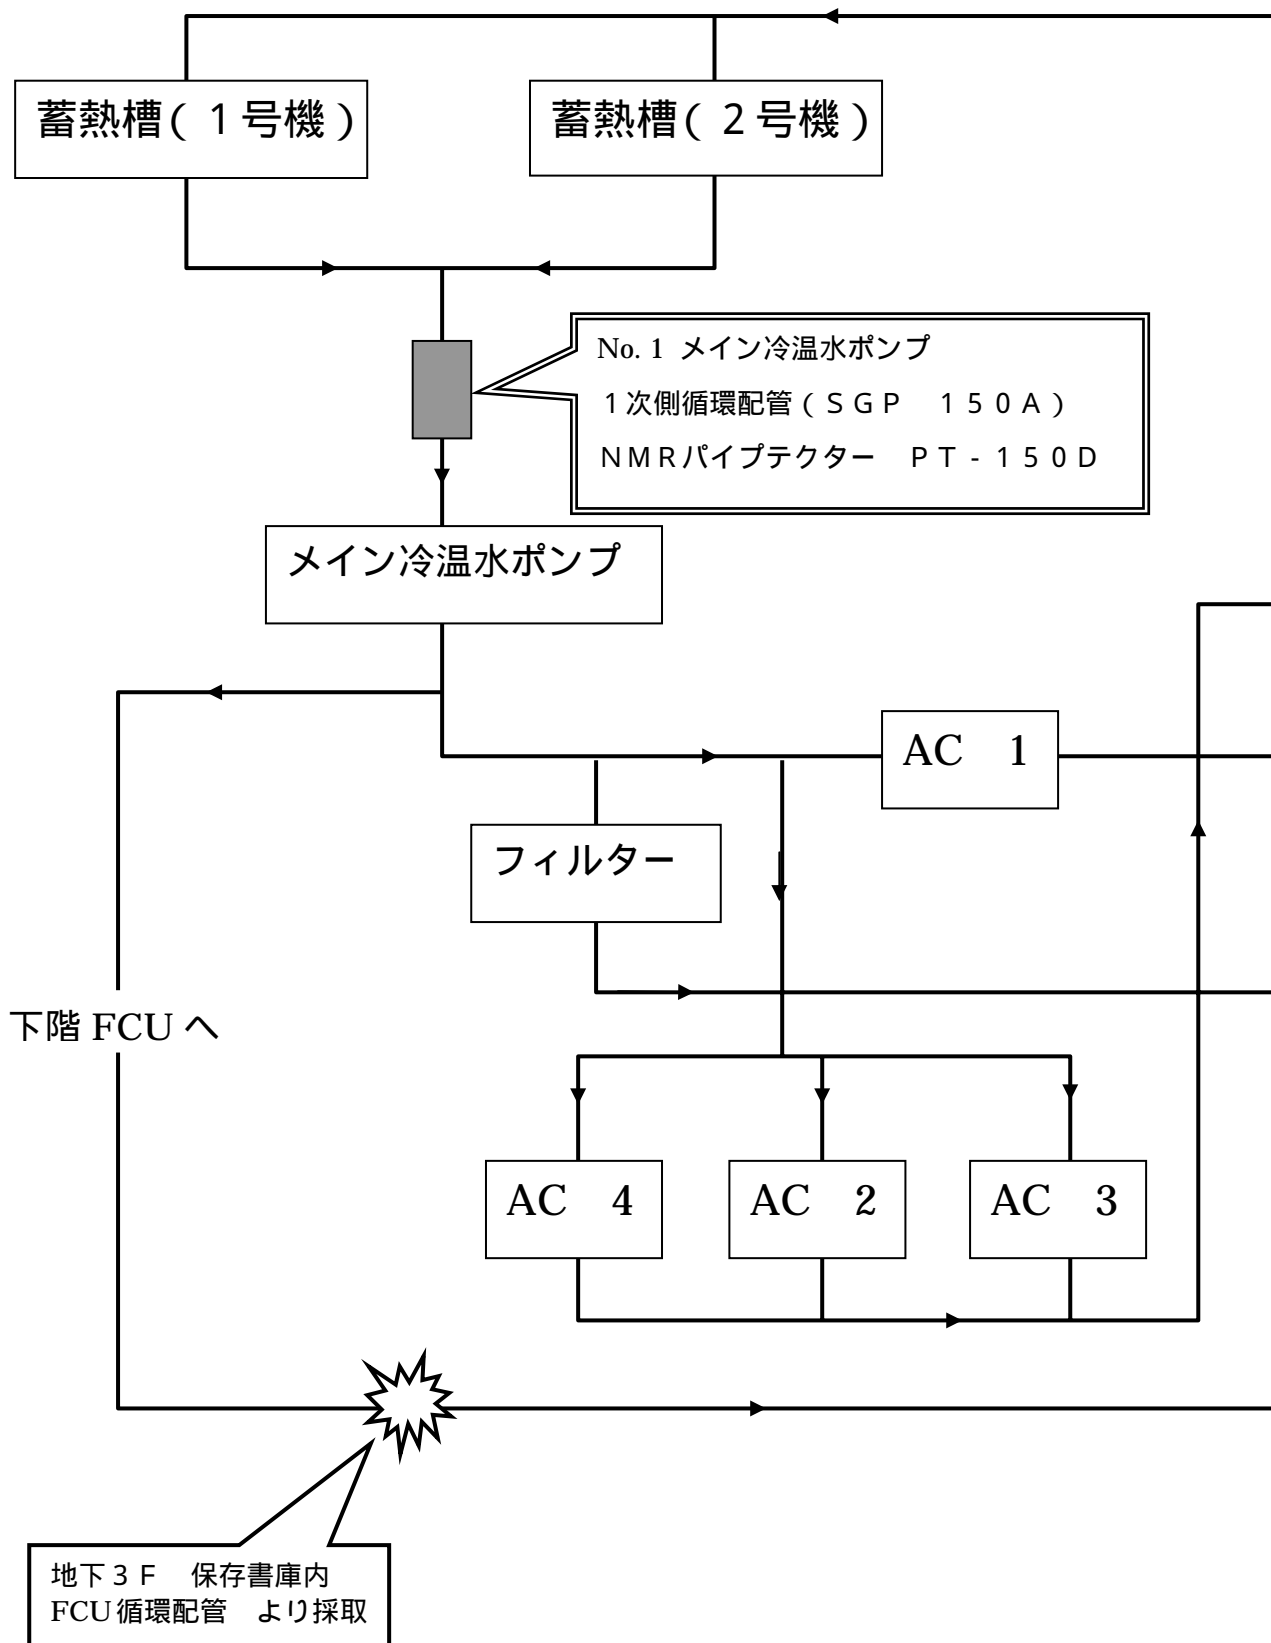 蓄熱槽(１号機)
蓄熱槽(２号機)
No. 1 メイン冷温水ポンプ
１次側循環配管(ＳＧＰ　１５０Ａ)
ＮＭＲパイプテクター　ＰＴ-１５０Ｄ
メイン冷温水ポンプ
AC　1
フィルター
下階 FCU へ
AC　4
AC　2
AC　3
地下３Ｆ　保存書庫内
FCU 循環配管　より採取